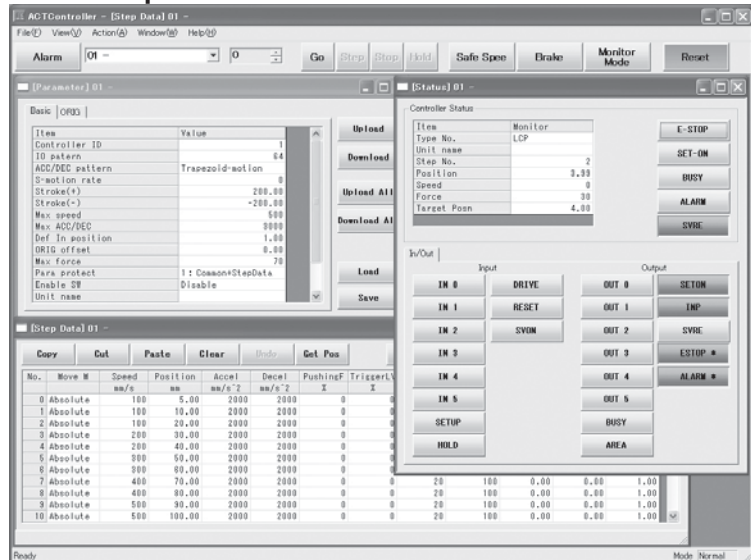 ACTController - [Step Data] 01 -
File(F) View(V) Action(A) Window(W) Help(H)
Alarm 01 - 0 Go Step Stop Hold Safe Spee Brake Monitor Mode Reset
[Parameter] 01 -
Basic ORIG
Item Value
Controller ID 1
IO patern 64
ACC/DEC pattern Trapezoid-motion
S-motion rate 0
Stroke(+) 200.00
Stroke(-) -200.00
Max speed 500
Max ACC/DEC 3000
Def In position 1.00
ORIG offset 0.00
Max force 70
Para protect 1:Common+StepData
Enable SW Disable
Unit name
Upload
Download
Upload All
Download Al
Load
Save
[Status] 01 -
Controller Status
Item Monitor
Type No. LCP
Unit name
Step No. 2
Position 3.99
Speed 0
Force 30
Target Posn 4.00
E-STOP
SET-ON
BUSY
ALARM
SVRE
In/Out
Input Output
IN 0 DRIVE OUT 0 SETON
IN 1 RESET OUT 1 INP
IN 2 SVON OUT 2 SVRE
IN 3 OUT 3 ESTOP *
IN 4 OUT 4 ALARM *
IN 5 OUT 5
SETUP BUSY
HOLD AREA
[Step Data] 01 -
Copy Cut Paste Clear Undo Get Pos
No. Move M Speed Position Accel Decel PushingF TriggerLV
mm/s mm mm/s^2 mm/s^2 % %
0 Absolute 100 5.00 2000 2000 0 0
1 Absolute 100 10.00 2000 2000 0 0
2 Absolute 100 20.00 2000 2000 0 0
3 Absolute 200 30.00 2000 2000 0 0
4 Absolute 200 40.00 2000 2000 0 0
5 Absolute 300 50.00 2000 2000 0 0
6 Absolute 300 60.00 2000 2000 0 0
7 Absolute 400 70.00 2000 2000 0 0 20 100 0.00 0.00 1.00
8 Absolute 400 80.00 2000 2000 0 0 20 100 0.00 0.00 1.00
9 Absolute 500 90.00 2000 2000 0 0 20 100 0.00 0.00 1.00
10 Absolute 500 100.00 2000 2000 0 0 20 100 0.00 0.00 1.00
Ready Mode Normal